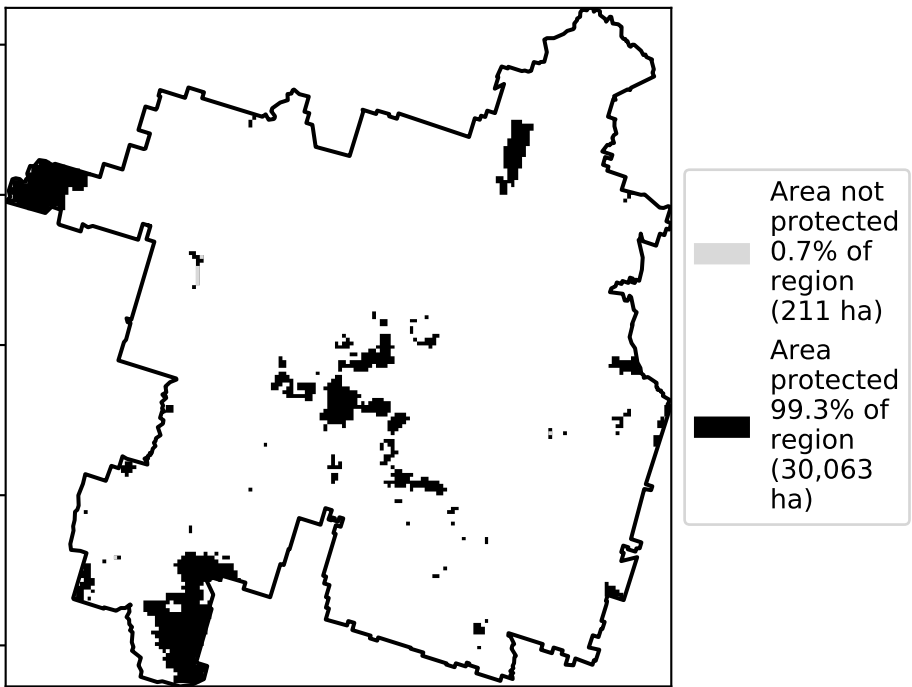 Area not
protected
0.7% of
region
(211 ha)
Area
protected
99.3% of
region
(30,063
ha)